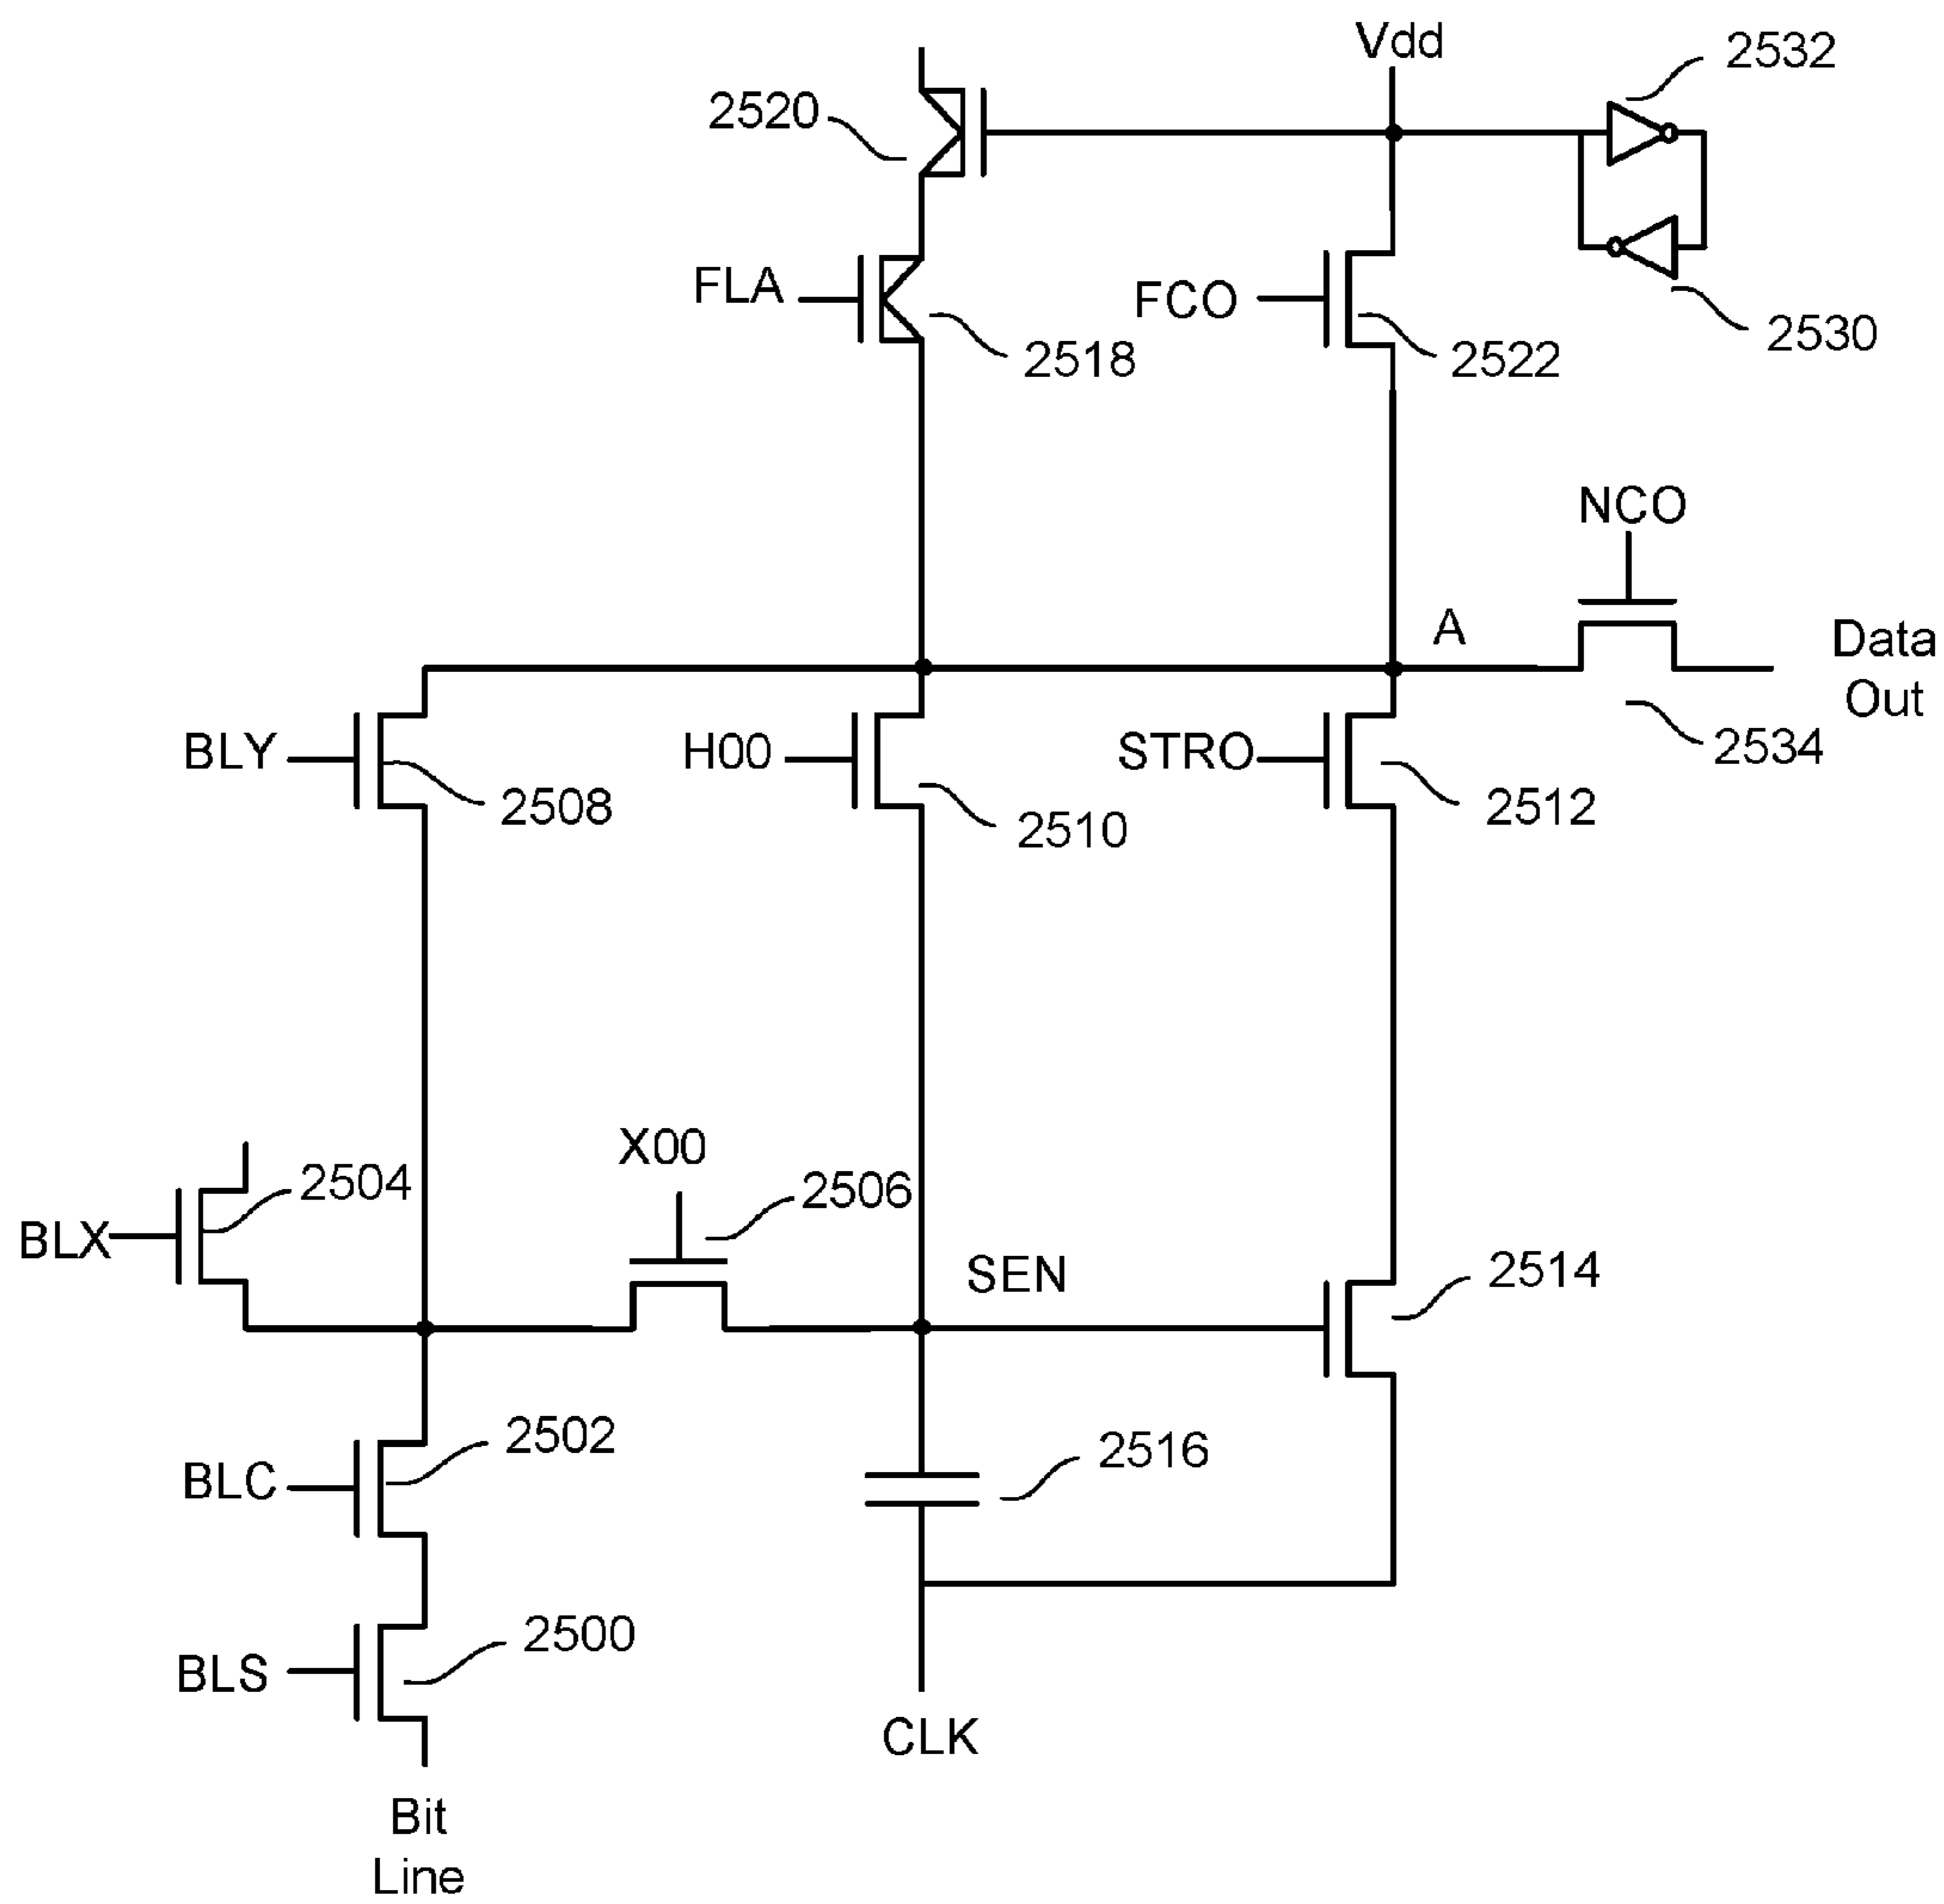 Vdd
2532
2520
FLA
FCO
2518
2522
2530
NCO
A
Data
Out
BLY
H00
STRO
2534
2508
2510
2512
X00
2504
2506
BLX
SEN
2514
2502
2516
BLC
2500
BLS
CLK
Bit
Line